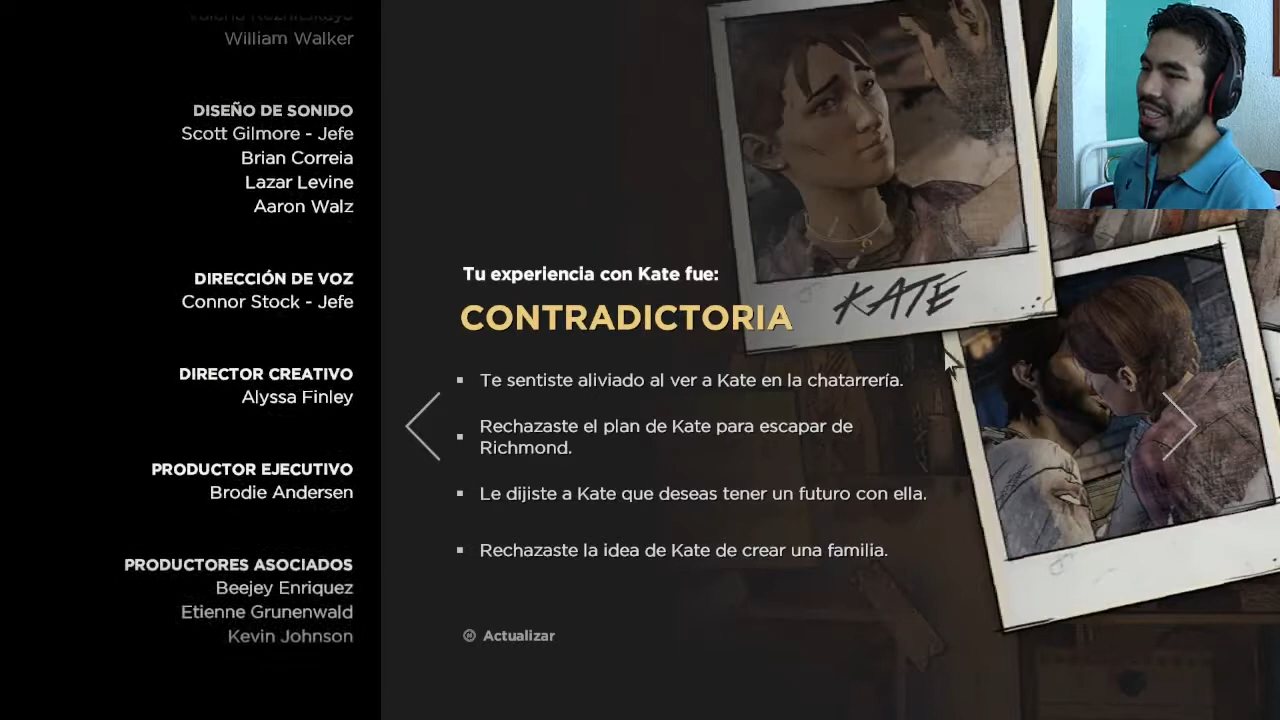 William Walker
DISEÑO DE SONIDO
Scott Gilmore - Jefe
Brian Correia
Lazar Levine
Aaron Walz
DIRECCIÓN DE VOZ
Connor Stock - Jefe
DIRECTOR CREATIVO
Alyssa Finley
PRODUCTOR EJECUTIVO
Brodie Andersen
PRODUCTORES ASOCIADOS
Beejey Enriquez
Etienne Grunenwald
Kevin Johnson
Tu experiencia con Kate fue:
CONTRADICTORIA
Te sentiste aliviado al ver a Kate en la chatarrería.
Rechazaste el plan de Kate para escapar de
Richmond.
Le dijiste a Kate que deseas tener un futuro con ella.
Rechazaste la idea de Kate de crear una familia.
Actualizar
KATE